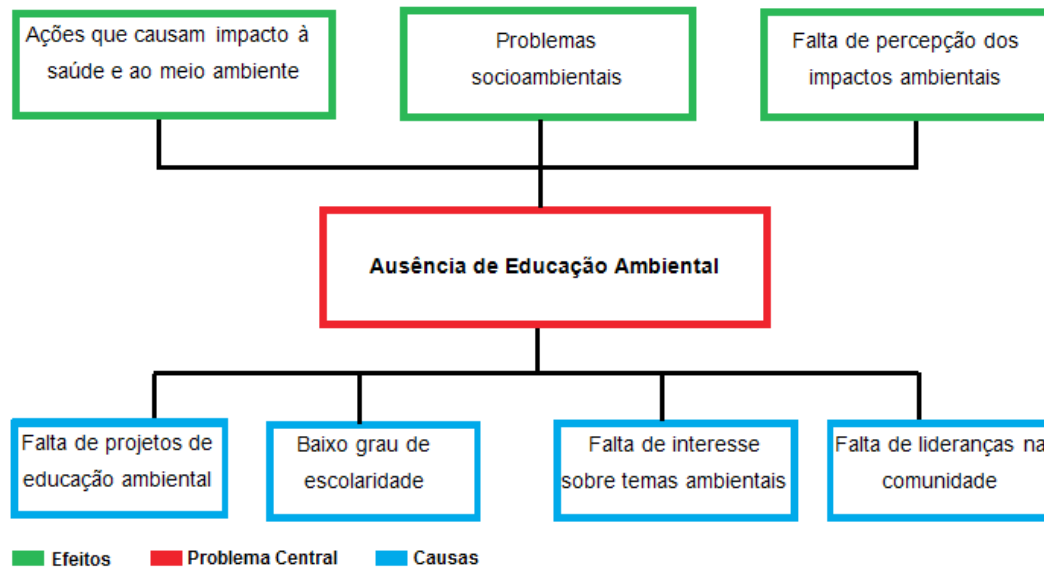 Ações que causam impacto à
saúde e ao meio ambiente
Problemas
socioambientais
Falta de percepção dos
impactos ambientais
Ausência de Educação Ambiental
Falta de projetos de
educação ambiental
Baixo grau de
escolaridade
Falta de interesse
sobre temas ambientais
Falta de lideranças na
comunidade
Efeitos Problema Central Causas